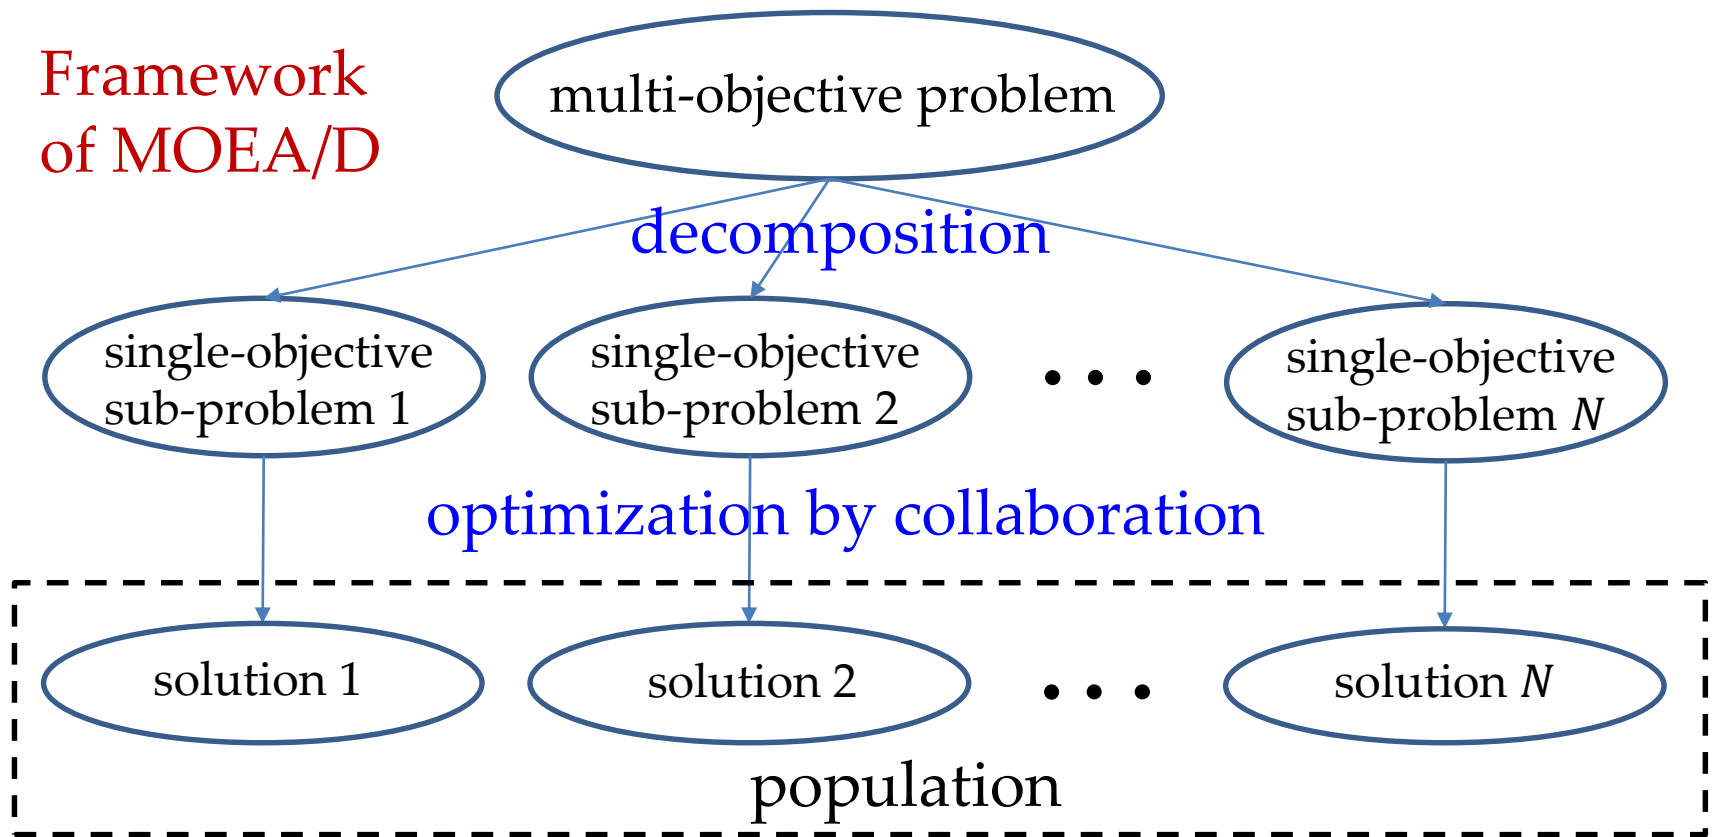 Framework
of MOEA/D
multi-objective problem
decomposition
single-objective
sub-problem 1
single-objective
sub-problem 2
• • •
single-objective
sub-problem N
optimization by collaboration
solution 1
solution 2
• • •
solution N
population